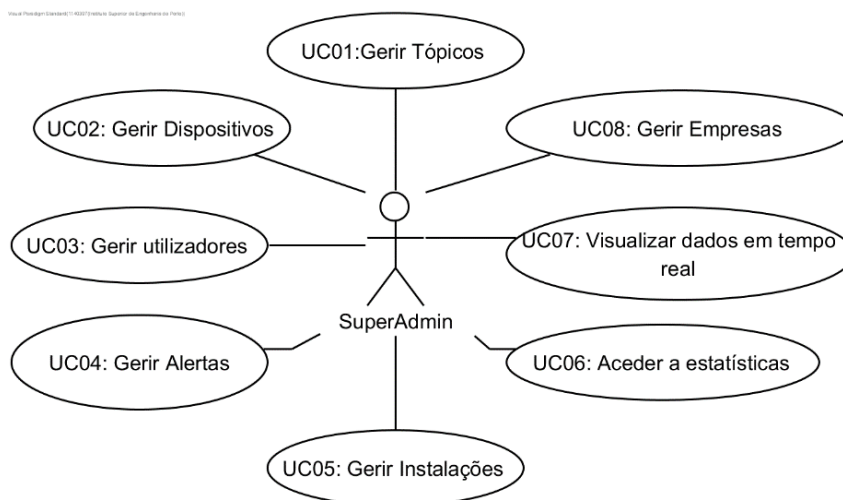 UC01:Gerir Tópicos
UC02: Gerir Dispositivos
UC08: Gerir Empresas
UC03: Gerir utilizadores
UC07: Visualizar dados em tempo
real
SuperAdmin
UC04: Gerir Alertas
UC06: Aceder a estatísticas
UC05: Gerir Instalações